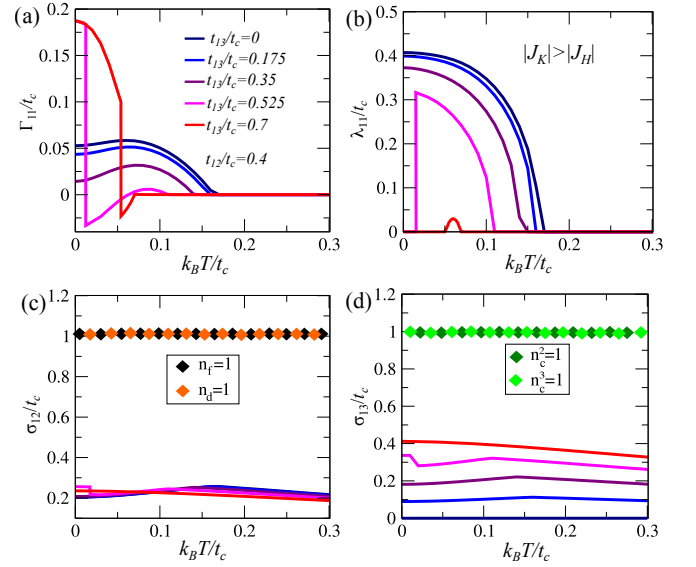 (a)
Γ11/tc
0.2
0.15
0.1
0.05
0
t13/tc=0
t13/tc=0.175
t13/tc=0.35
t13/tc=0.525
t13/tc=0.7
t12/tc=0.4
0
0.1
0.2
0.3
kBT/tc
(b)
λ11/tc
0.5
0.4
0.3
0.2
0.1
0
|JK|>|JH|
0
0.1
0.2
0.3
kBT/tc
(c)
σ12/tc
1.2
1
0.8
0.6
0.4
0.2
nf=1
nd=1
0
0.1
0.2
0.3
kBT/tc
(d)
σ13/tc
1.2
1
0.8
0.6
0.4
0.2
0
n_c^2=1
n_c^3=1
0
0.1
0.2
0.3
kBT/tc